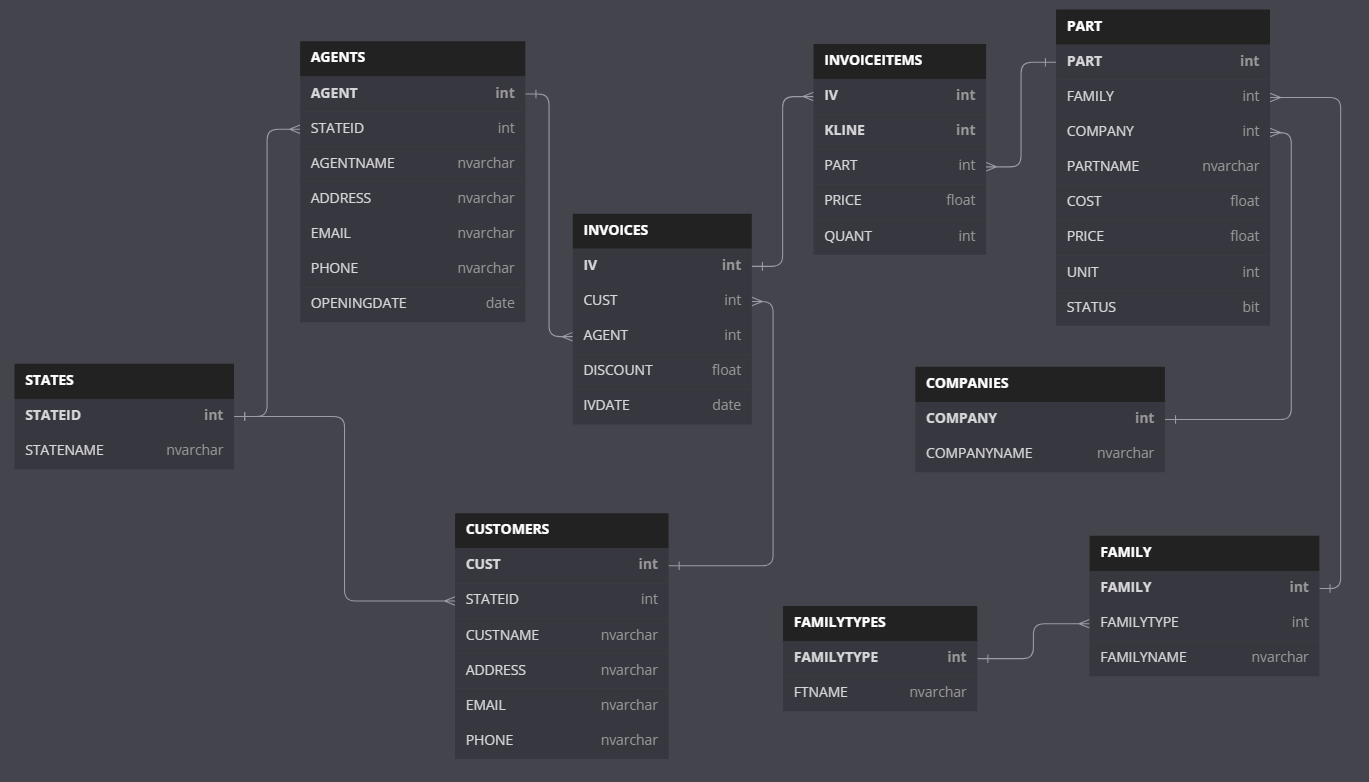 AGENTS
AGENT int
STATEID int
AGENTNAME nvarchar
ADDRESS nvarchar
EMAIL nvarchar
PHONE nvarchar
OPENINGDATE date
INVOICEITEMS
IV int
KLINE int
PART int
PRICE float
QUANT int
PART
PART int
FAMILY int
COMPANY int
PARTNAME nvarchar
COST float
PRICE float
UNIT int
STATUS bit
INVOICES
IV int
CUST int
AGENT int
DISCOUNT float
IVDATE date
STATES
STATEID int
STATENAME nvarchar
COMPANIES
COMPANY int
COMPANYNAME nvarchar
CUSTOMERS
CUST int
STATEID int
CUSTNAME nvarchar
ADDRESS nvarchar
EMAIL nvarchar
PHONE nvarchar
FAMILYTYPES
FAMILYTYPE int
FTNAME nvarchar
FAMILY
FAMILY int
FAMILYTYPE int
FAMILYNAME nvarchar